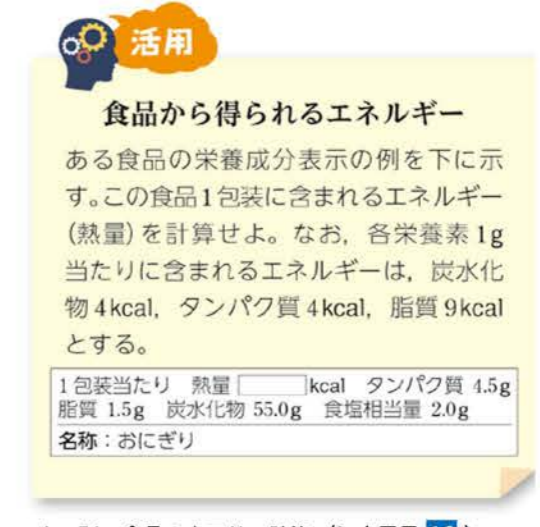 活用
食品から得られるエネルギー
ある食品の栄養成分表示の例を下に示
す。この食品1包装に含まれるエネルギー
(熱量)を計算せよ。なお，各栄養素1g
当たりに含まれるエネルギーは，炭水化
物4kcal，タンパク質4kcal，脂質9kcal
とする。
1包装当たり 熱量 kcal タンパク質 4.5g
脂質 1.5g 炭水化物 55.0g 食塩相当量 2.0g
名称：おにぎり